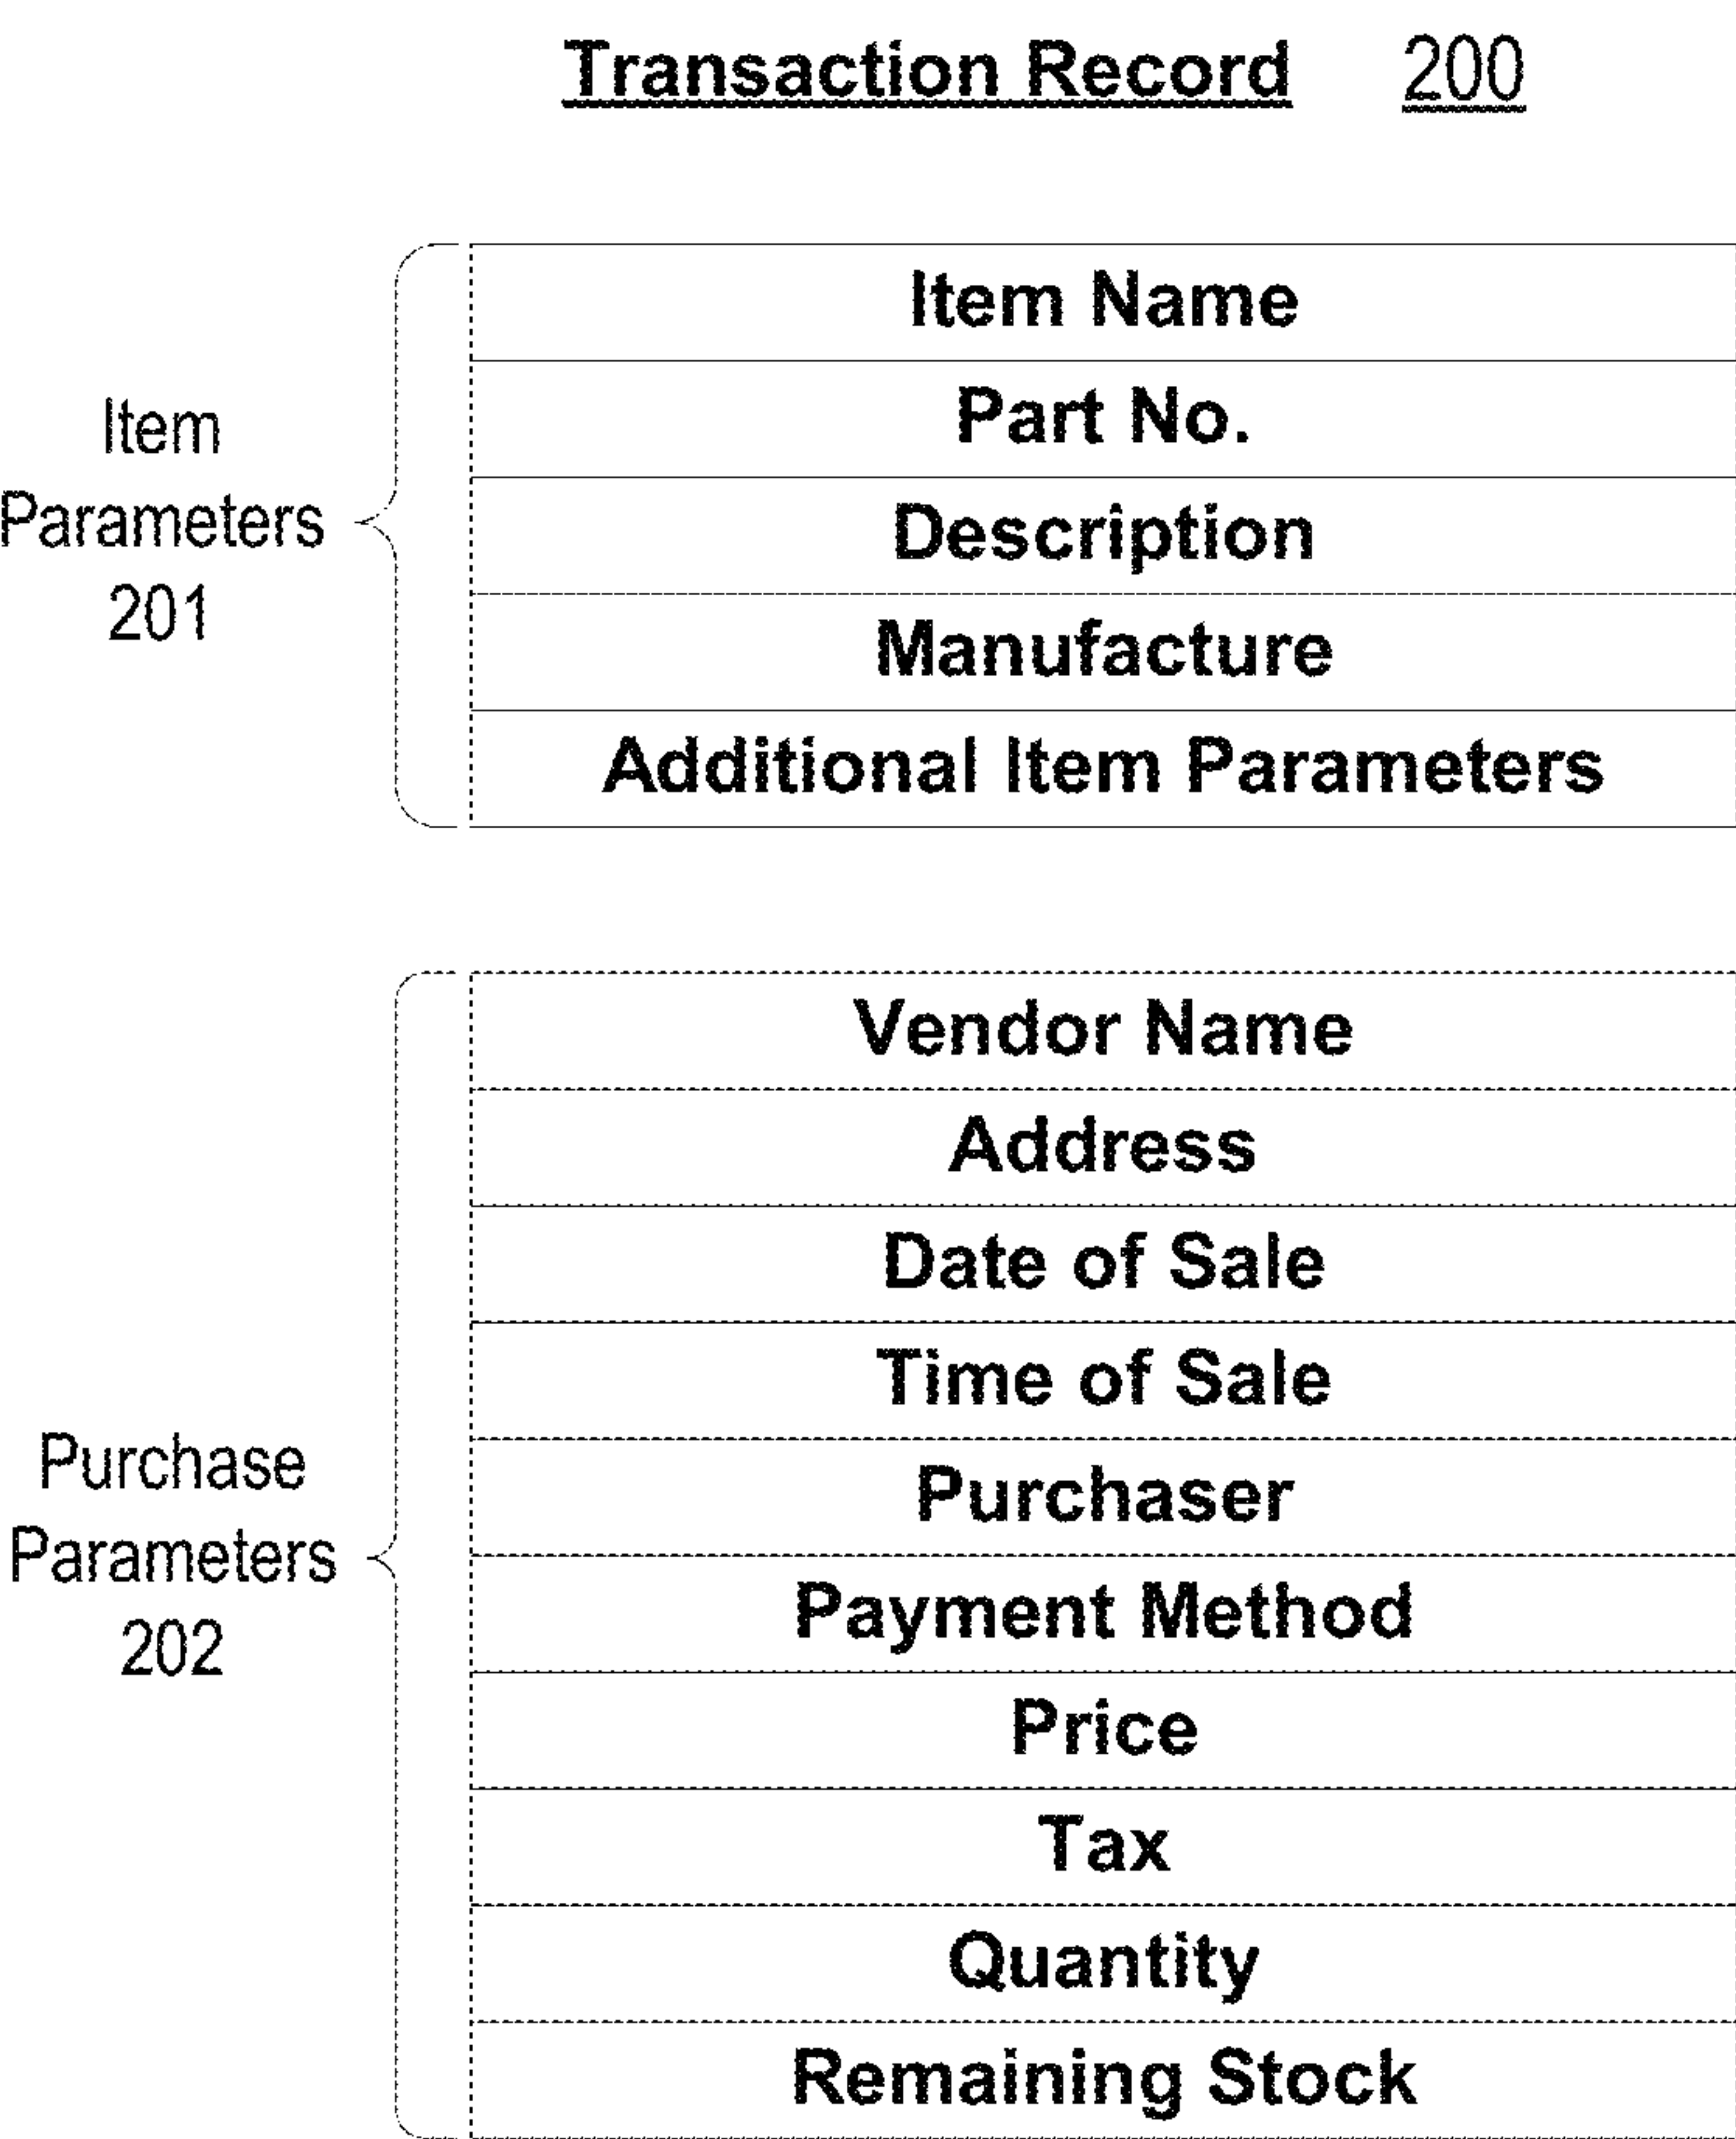 Transaction Record 200
Item Name
Part No.
Description
Manufacture
Additional Item Parameters
Item
Parameters
201
Vendor Name
Address
Date of Sale
Time of Sale
Purchaser
Payment Method
Price
Tax
Quantity
Remaining Stock
Purchase
Parameters
202